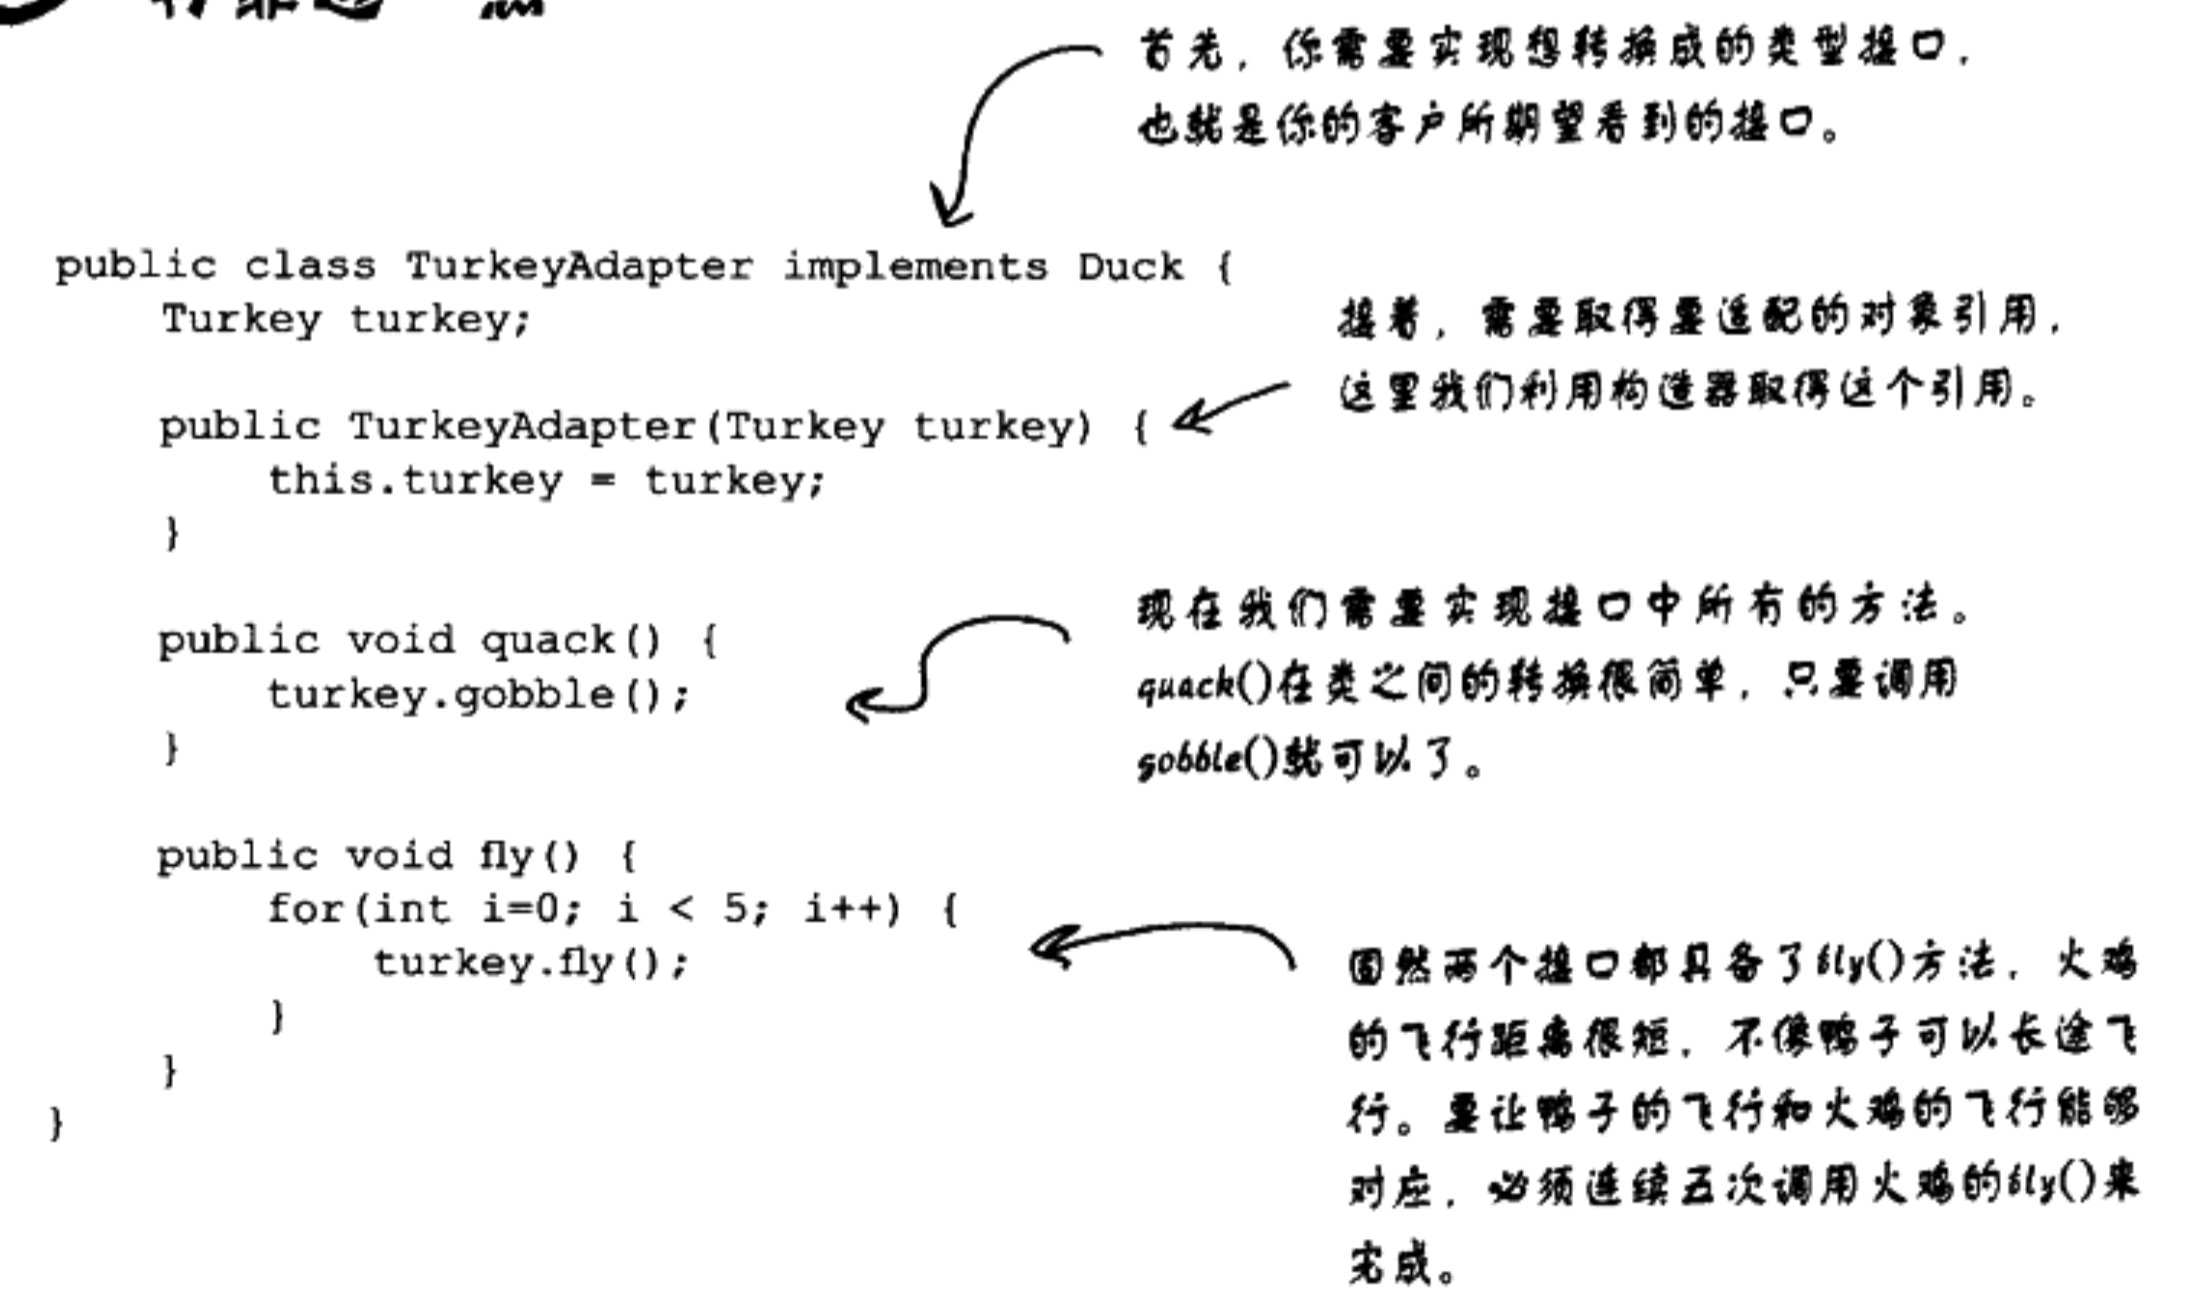 首先，你需要实现想转换成的类型接口，
也就是你的客户所期望看到的接口。
public class TurkeyAdapter implements Duck {
Turkey turkey;
接着，需要取得要适配的对象引用，
这里我们利用构造器取得这个引用。
public TurkeyAdapter(Turkey turkey) {
this.turkey = turkey;
}
现在我们需要实现接口中所有的方法。
quack()在类之间的转换很简单，只要调用
gobble()就可以了。
public void quack() {
turkey.gobble();
}
public void fly() {
for(int i=0; i < 5; i++) {
turkey.fly();
}
}
}
固然两个接口都具备了fly()方法，火鸡
的飞行距离很短，不像鸭子可以长途飞
行。要让鸭子的飞行和火鸡的飞行能够
对应，必须连续五次调用火鸡的fly()来
完成。